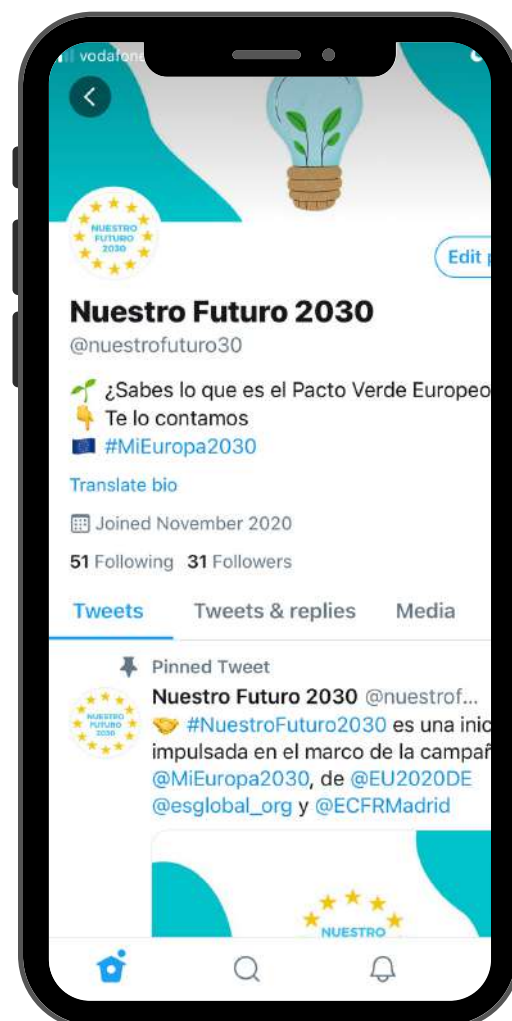 vodafone
NUESTRO
FUTURO
2030
Edit
Nuestro Futuro 2030
@nuestrofuturo30
¿Sabes lo que es el Pacto Verde Europeo
Te lo contamos
#MiEuropa2030
Translate bio
Joined November 2020
51 Following 31 Followers
Tweets Tweets & replies Media
Pinned Tweet
Nuestro Futuro 2030 @nuestrof...
#NuestroFuturo2030 es una inic
impulsada en el marco de la campañ
@MiEuropa2030, de @EU2020DE
@esglobal_org y @ECFRMadrid
NUESTRO
FUTURO
2030
NUESTRO